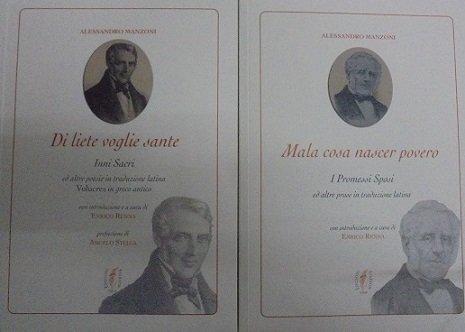 ALESSANDRO MANZONI
Di liete voglie sante
Inni Sacri
ed altre poesie in traduzione latina
Volucres in greco antico
con introduzione e a cura di
ENRICO RENNA
prefazione di
ANGELO STELLA
ALESSANDRO MANZONI
Mala cosa nascer povero
I Promessi Sposi
ed altre prose in traduzione latina
con introduzione e a cura di
ENRICO RENNA